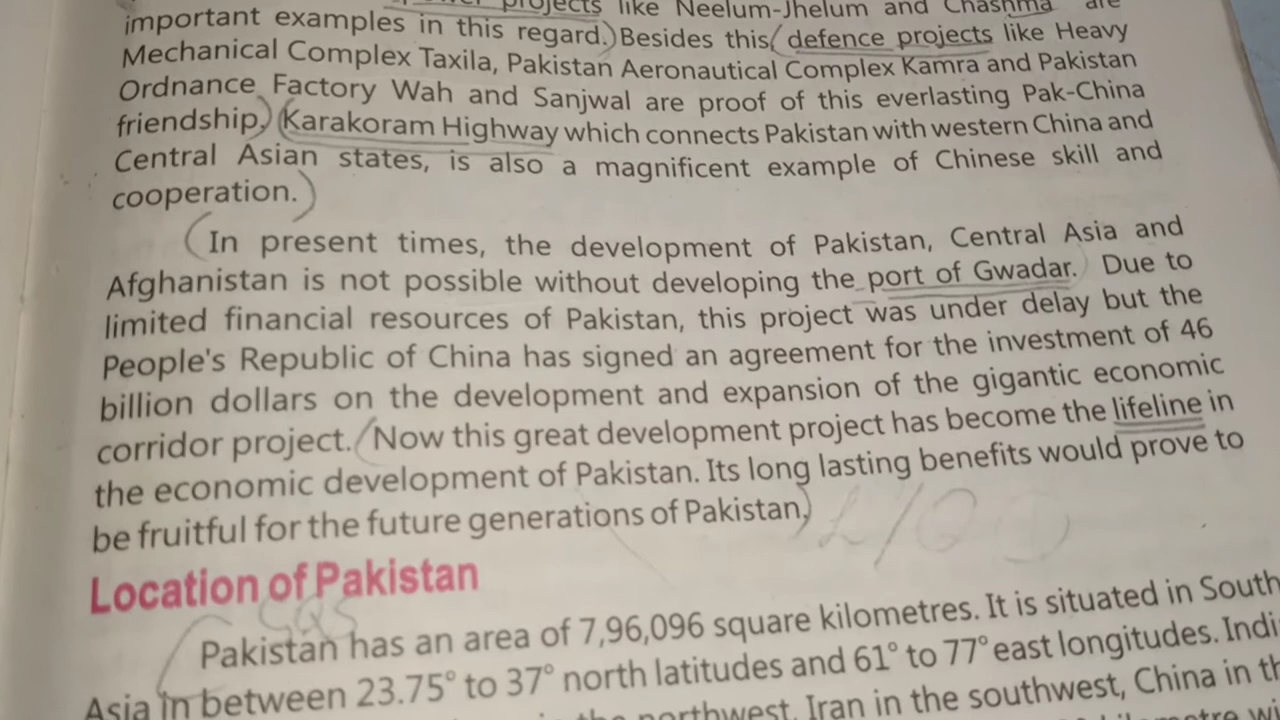 projects like Neelum-Jhelum and Chashma are
important examples in this regard. Besides this, defence projects like Heavy
Mechanical Complex Taxila, Pakistan Aeronautical Complex Kamra and Pakistan
Ordnance Factory Wah and Sanjwal are proof of this everlasting Pak-China
friendship. Karakoram Highway which connects Pakistan with western China and
Central Asian states, is also a magnificent example of Chinese skill and
cooperation.
In present times, the development of Pakistan, Central Asia and
Afghanistan is not possible without developing the port of Gwadar. Due to
limited financial resources of Pakistan, this project was under delay but the
People's Republic of China has signed an agreement for the investment of 46
billion dollars on the development and expansion of the gigantic economic
corridor project. Now this great development project has become the lifeline in
the economic development of Pakistan. Its long lasting benefits would prove to
be fruitful for the future generations of Pakistan.
Location of Pakistan
Pakistan has an area of 7,96,096 square kilometres. It is situated in South
Asia in between 23.75° to 37° north latitudes and 61° to 77° east longitudes.
the northwest, Iran in the southwest, China in